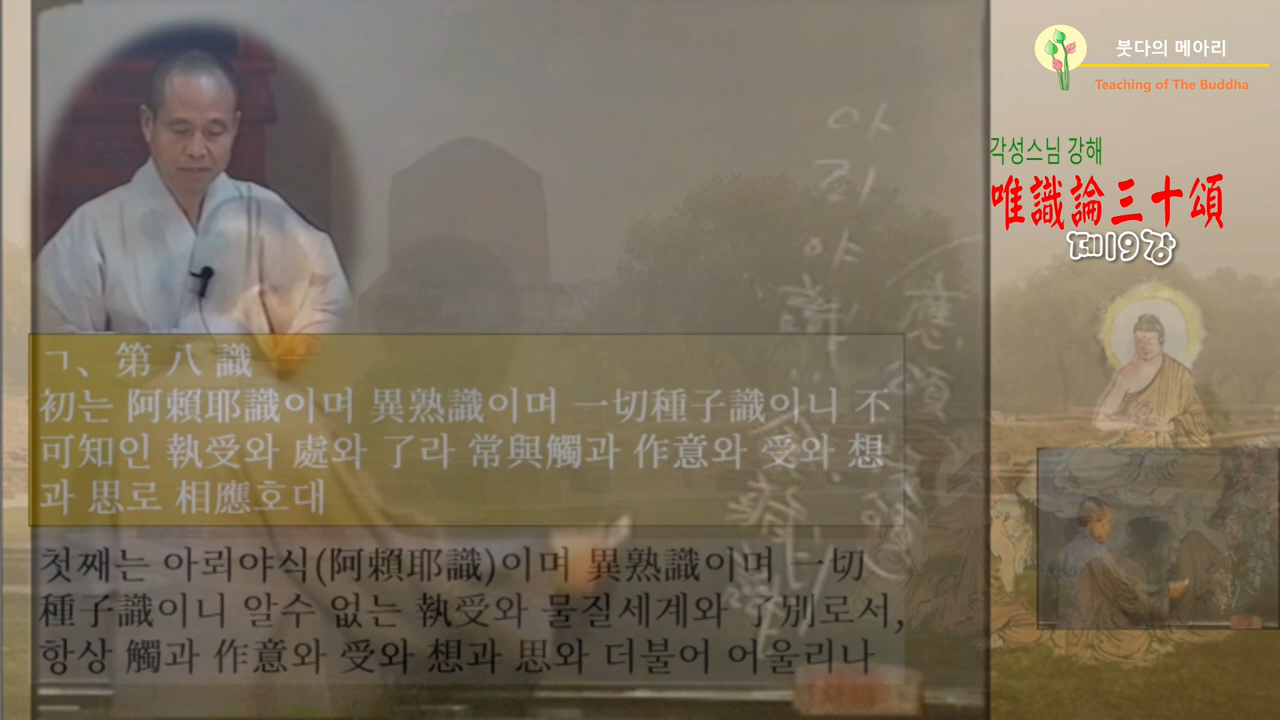 붓다의 메아리
Teaching of The Buddha
각성스님 강해
唯識論三十頌
제19강
ㄱ、第 八 識
初는 阿賴耶識이며 異熟識이며 一切種子識이니 不
可知인 執受와 處와 了라 常與觸과 作意와 受와 想
과 思로 相應호대
첫째는 아뢰야식(阿賴耶識)이며 異熟識이며 一切
種子識이니 알수 없는 執受와 물질세계와 了別로서,
항상 觸과 作意와 受와 想과 思와 더불어 어울리나
아뢰야識